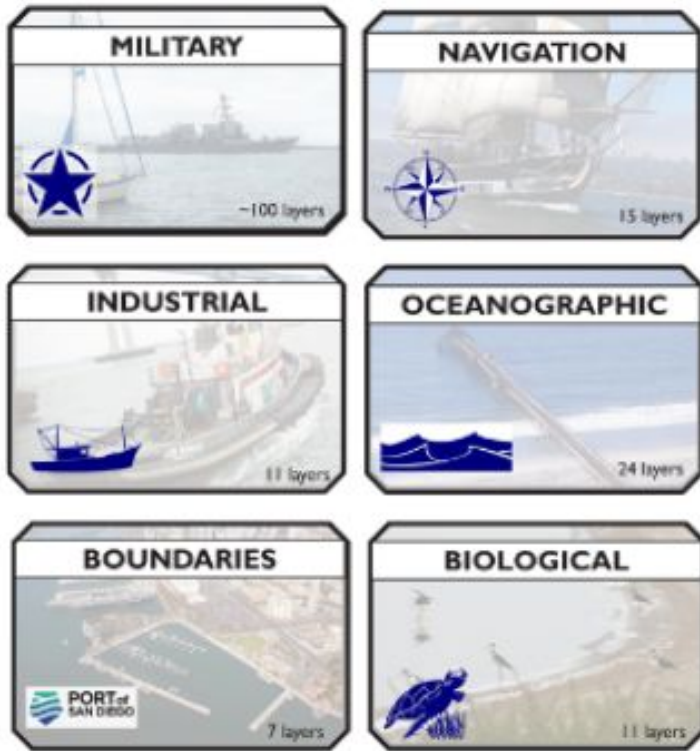 MILITARY
~100 layers
NAVIGATION
15 layers
INDUSTRIAL
11 layers
OCEANOGRAPHIC
24 layers
BOUNDARIES
PORT of
SAN DIEGO
7 layers
BIOLOGICAL
11 layers